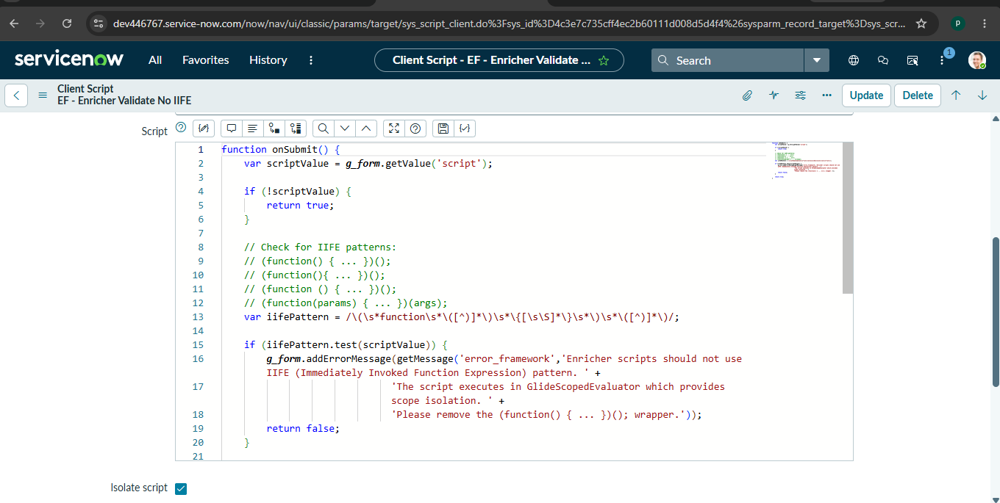 dev446767.service-now.com/now/nav/ui/classic/params/target/sys_script_client.do%3Fsys_id%3D4c3e7c735cff4ec2b60111d008d5d4f4%26sysparm_record_target%3Dsys_scr...
P
servicenow
All
Favorites
History
Client Script - EF - Enricher Validate ...
Search
1
Client Script
EF - Enricher Validate No IIFE
Update
Delete
Script
1 function onSubmit() {
2 var scriptValue = g_form.getValue('script');
3
4 if (!scriptValue) {
5 return true;
6 }
7
8 // Check for IIFE patterns:
9 // (function() { ... })();
10 // (function(){ ... })();
11 // (function () { ... })();
12 // (function(params) { ... })(args);
13 var iifePattern = /\(\s*function\s*\([^)]*\)\s*\{[\s\S]*\}\s*\)\s*\([^)]*\)/;
14
15 if (iifePattern.test(scriptValue)) {
16 g_form.addErrorMessage(getMessage('error_framework','Enricher scripts should not use
IIFE (Immediately Invoked Function Expression) pattern. ' +
17 'The script executes in GlideScopedEvaluator which provides
scope isolation. ' +
18 'Please remove the (function() { ... })(); wrapper.'));
19 return false;
20 }
21
Isolate script